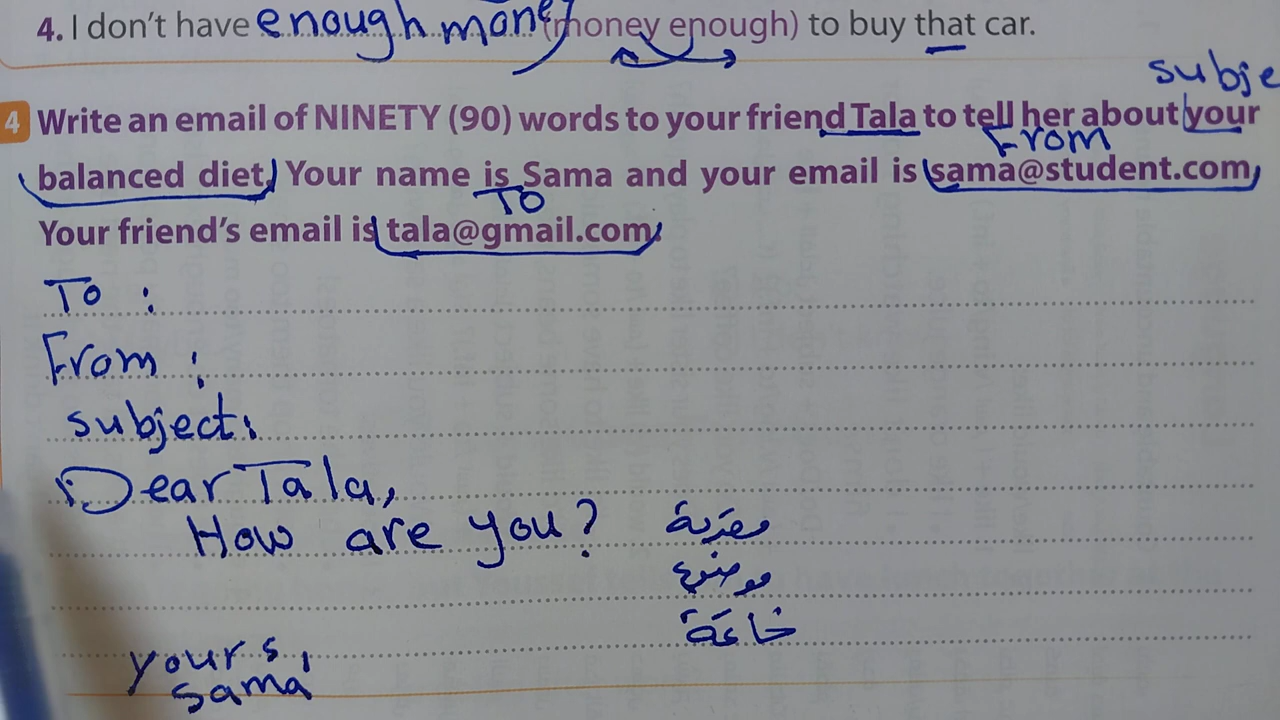 4. I don't have enough money (money enough) to buy that car.
subje
4 Write an email of NINETY (90) words to your friend Tala to tell her about your
From
balanced diet. Your name is Sama and your email is sama@student.com.
TO
Your friend's email is tala@gmail.com.
To :
From :
subject:
Dear Tala,
How are you? مقدمة
موضوع
خاتمة
yours,
sama